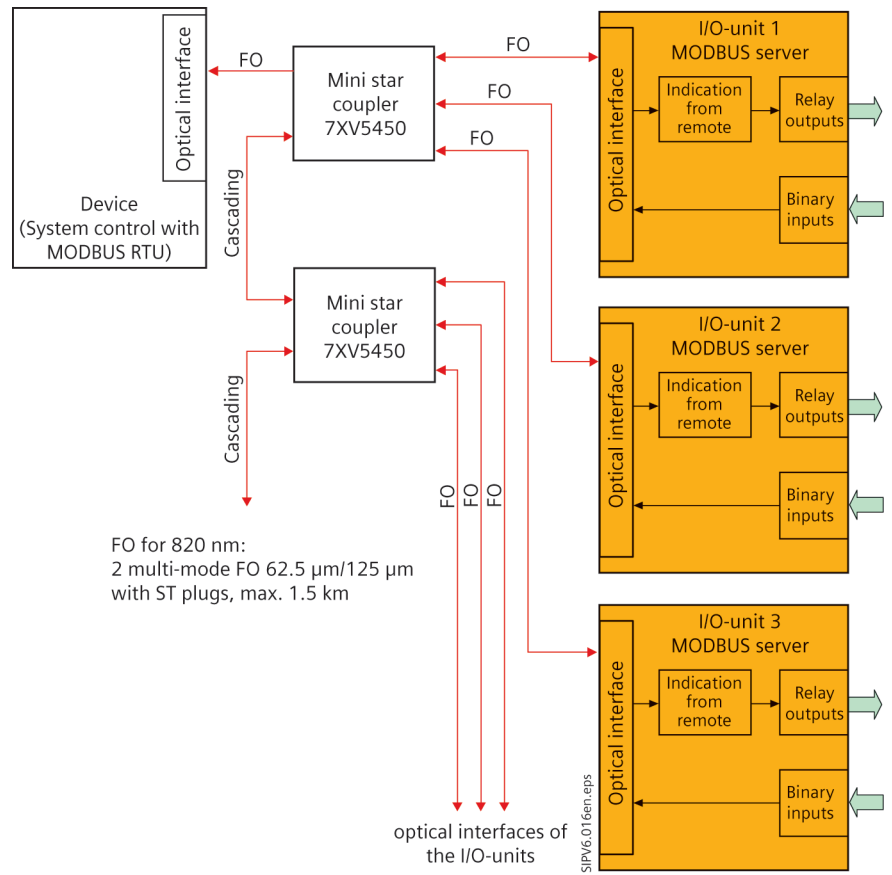 Optical interface
Device
(System control with
MODBUS RTU)
FO
Mini star
coupler
7XV5450
FO
FO
FO
Cascading
Mini star
coupler
7XV5450
Cascading
FO
FO
FO
FO for 820 nm:
2 multi-mode FO 62.5 µm/125 µm
with ST plugs, max. 1.5 km
optical interfaces of
the I/O-units
I/O-unit 1
MODBUS server
Optical interface
Indication
from
remote
Relay
outputs
Binary
inputs
I/O-unit 2
MODBUS server
Optical interface
Indication
from
remote
Relay
outputs
Binary
inputs
I/O-unit 3
MODBUS server
Optical interface
Indication
from
remote
Relay
outputs
Binary
inputs
SIPV6.016en.eps